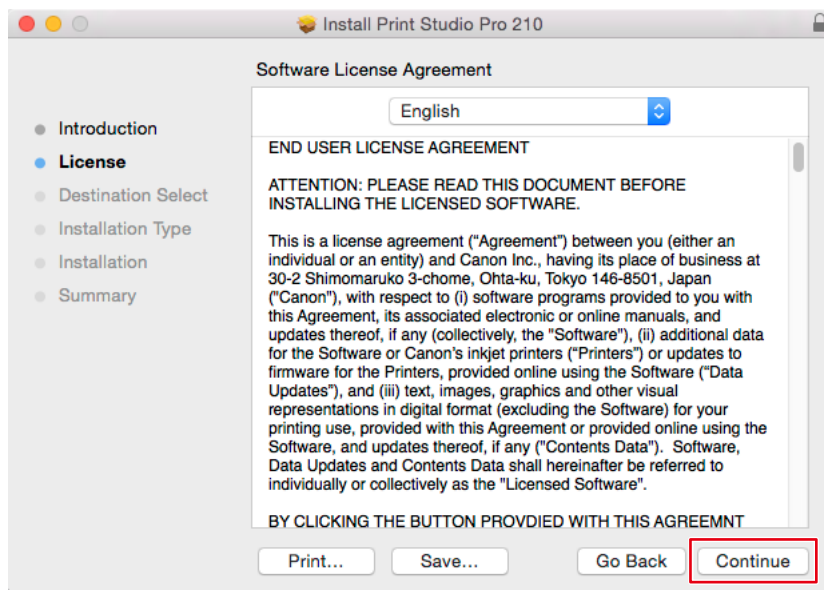 Install Print Studio Pro 210
Software License Agreement
Introduction
License
Destination Select
Installation Type
Installation
Summary
English
END USER LICENSE AGREEMENT
ATTENTION: PLEASE READ THIS DOCUMENT BEFORE
INSTALLING THE LICENSED SOFTWARE.
This is a license agreement (“Agreement”) between you (either an
individual or an entity) and Canon Inc., having its place of business at
30-2 Shimomaruko 3-chome, Ohta-ku, Tokyo 146-8501, Japan
("Canon"), with respect to (i) software programs provided to you with
this Agreement, its associated electronic or online manuals, and
updates thereof, if any (collectively, the "Software"), (ii) additional data
for the Software or Canon’s inkjet printers (“Printers”) or updates to
firmware for the Printers, provided online using the Software (“Data
Updates”), and (iii) text, images, graphics and other visual
representations in digital format (excluding the Software) for your
printing use, provided with this Agreement or provided online using the
Software, and updates thereof, if any ("Contents Data").  Software,
Data Updates and Contents Data shall hereinafter be referred to
individually or collectively as the "Licensed Software".
BY CLICKING THE BUTTON PROVDIED WITH THIS AGREEMNT
Print...
Save...
Go Back
Continue